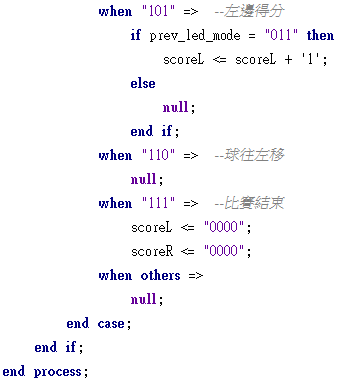 when "101" => --左邊得分
if prev_led_mode = "011" then
scoreL <= scoreL + '1';
else
null;
end if;
when "110" => --球往左移
null;
when "111" => --比賽結束
scoreL <= "0000";
scoreR <= "0000";
when others =>
null;
end case;
end if;
end process;